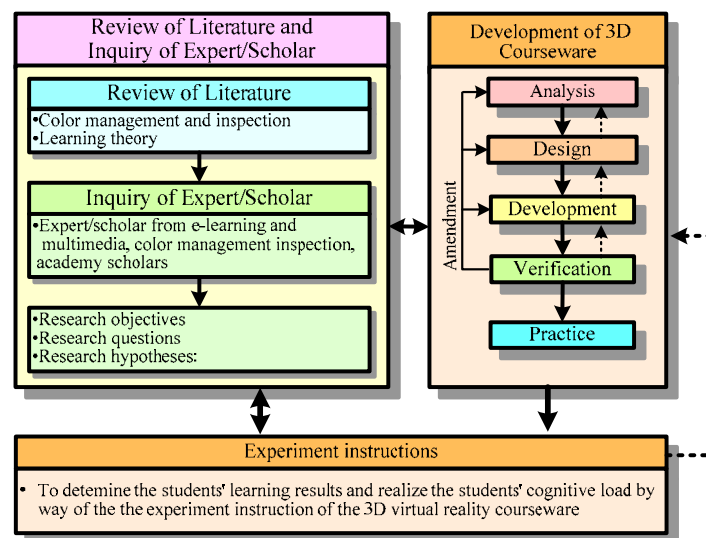 Review of Literature and
Inquiry of Expert/Scholar
Review of Literature
•Color management and inspection
•Learning theory
Inquiry of Expert/Scholar
•Expert/scholar from e-learning and
multimedia, color management inspection,
academy scholars
•Research objectives
•Research questions
•Research hypotheses:
Development of 3D
Courseware
Analysis
Design
Development
Verification
Practice
Amendment
Experiment instructions
• To detemine the students' learning results and realize the students' cognitive load by
way of the the experiment instruction of the 3D virtual reality courseware